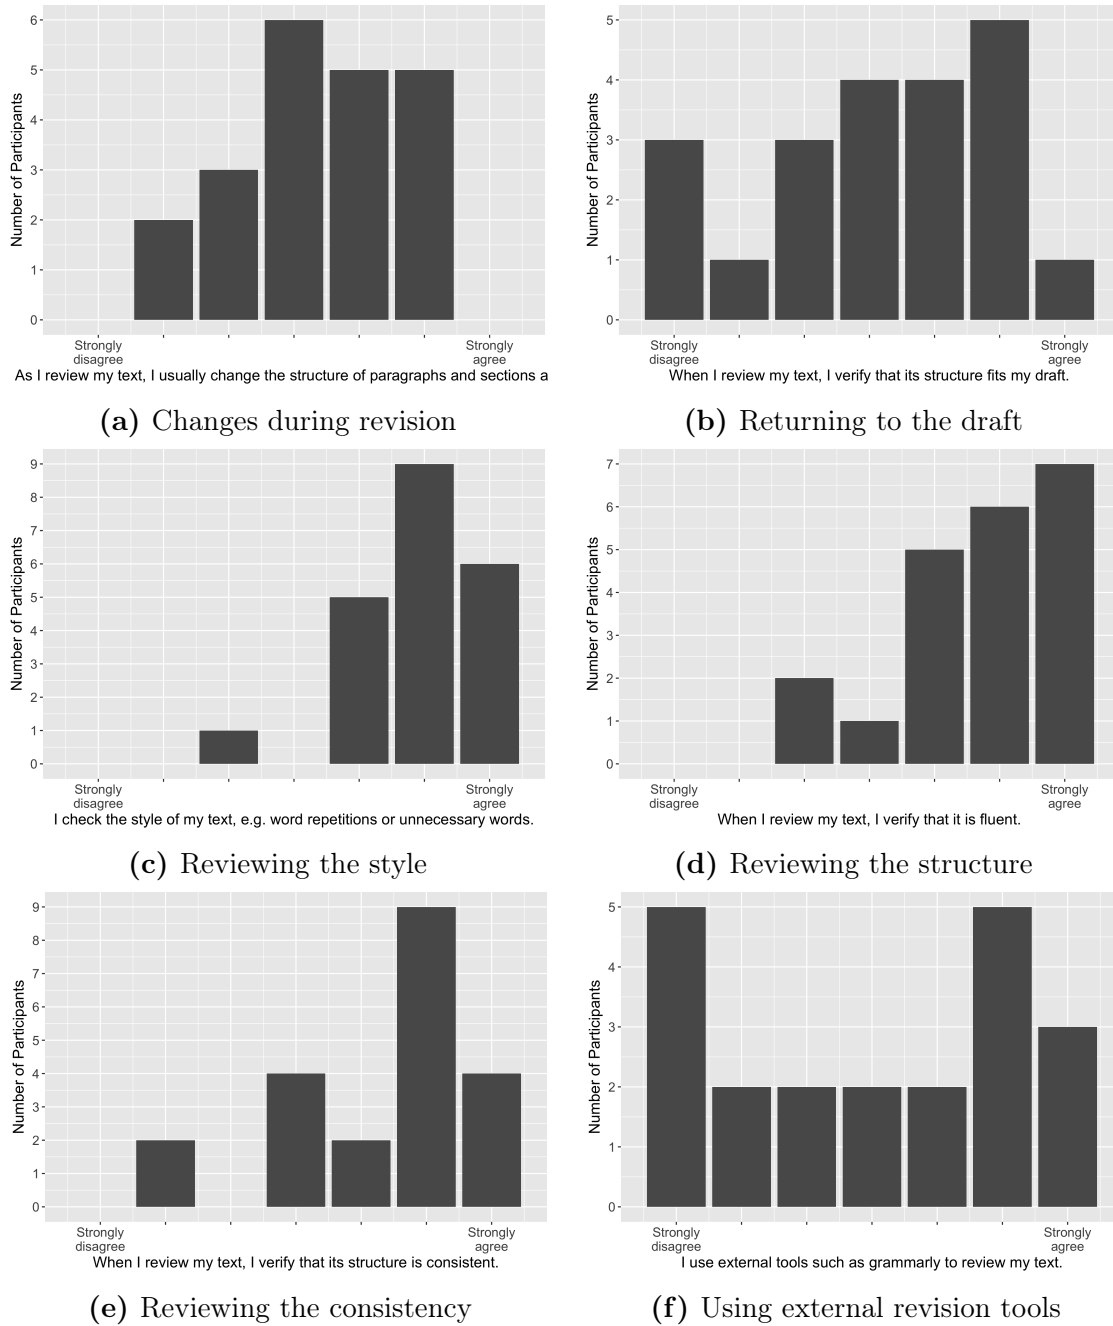 6
5
4
3
2
1
0
Number of Participants
Strongly disagree
Strongly agree
As I review my text, I usually change the structure of paragraphs and sections a
(a) Changes during revision
5
4
3
2
1
0
Number of Participants
Strongly disagree
Strongly agree
When I review my text, I verify that its structure fits my draft.
(b) Returning to the draft
9
8
7
6
5
4
3
2
1
0
Number of Participants
Strongly disagree
Strongly agree
I check the style of my text, e.g. word repetitions or unnecessary words.
(c) Reviewing the style
7
6
5
4
3
2
1
0
Number of Participants
Strongly disagree
Strongly agree
When I review my text, I verify that it is fluent.
(d) Reviewing the structure
9
8
7
6
5
4
3
2
1
0
Number of Participants
Strongly disagree
Strongly agree
When I review my text, I verify that its structure is consistent.
(e) Reviewing the consistency
5
4
3
2
1
0
Number of Participants
Strongly disagree
Strongly agree
I use external tools such as grammarly to review my text.
(f) Using external revision tools